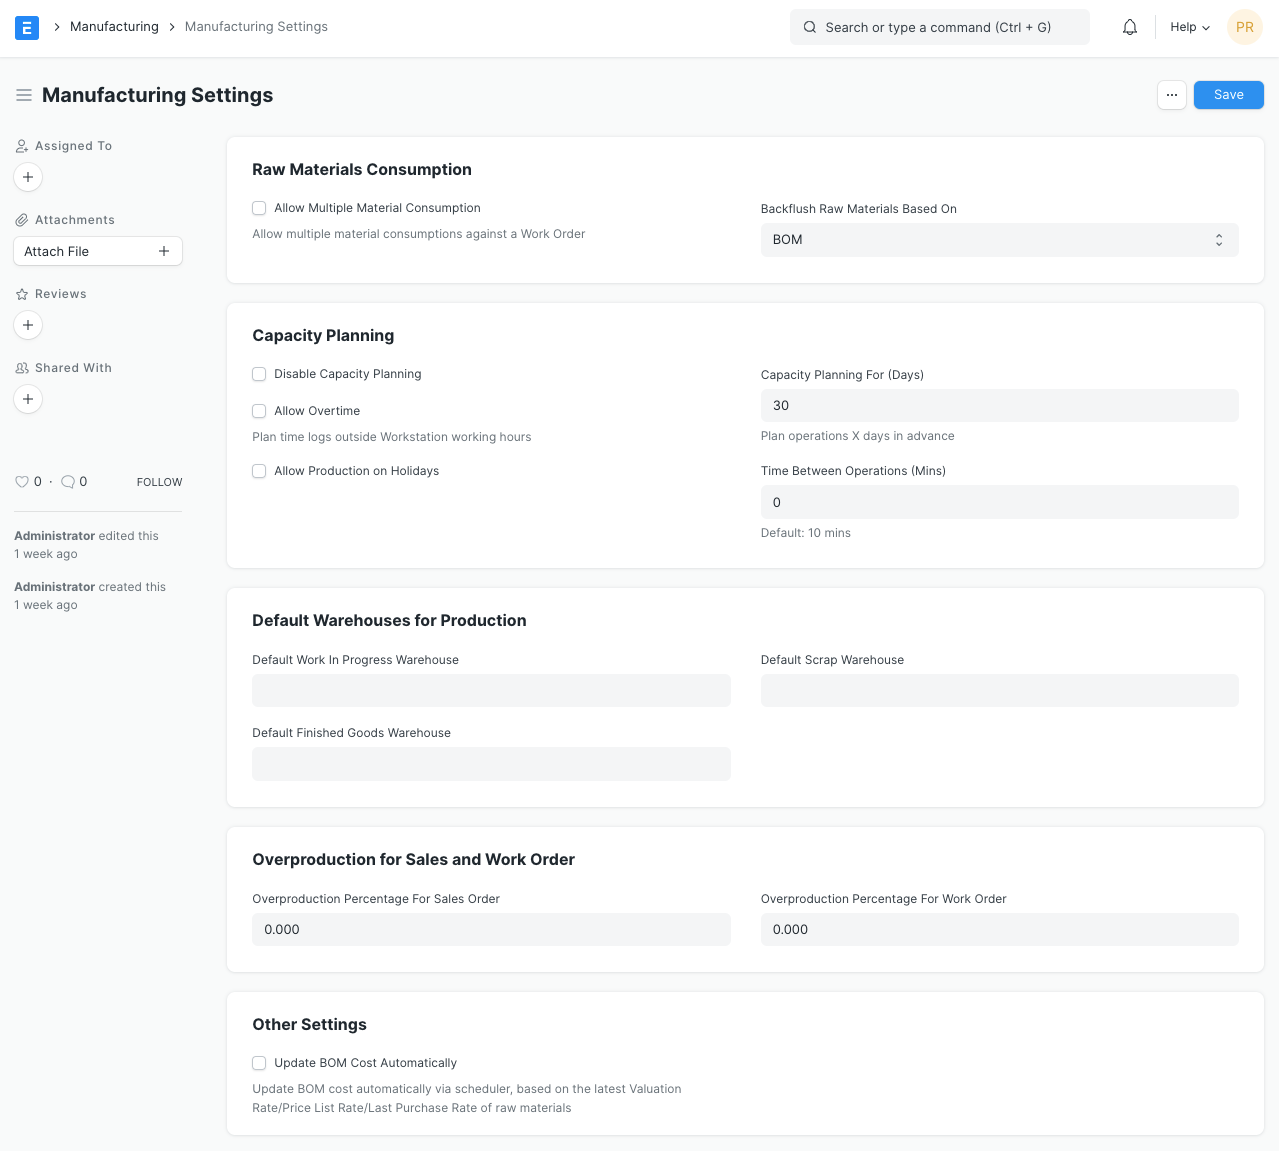 Manufacturing
Manufacturing Settings
Search or type a command (Ctrl + G)
Help
PR
Manufacturing Settings
...
Save
Assigned To
Attachments
Attach File
Reviews
Shared With
0 · 0 FOLLOW
Administrator edited this
1 week ago
Administrator created this
1 week ago
Raw Materials Consumption
Allow Multiple Material Consumption
Allow multiple material consumptions against a Work Order
Backflush Raw Materials Based On
BOM
Capacity Planning
Disable Capacity Planning
Allow Overtime
Plan time logs outside Workstation working hours
Allow Production on Holidays
Capacity Planning For (Days)
30
Plan operations X days in advance
Time Between Operations (Mins)
0
Default: 10 mins
Default Warehouses for Production
Default Work In Progress Warehouse
Default Finished Goods Warehouse
Default Scrap Warehouse
Overproduction for Sales and Work Order
Overproduction Percentage For Sales Order
0.000
Overproduction Percentage For Work Order
0.000
Other Settings
Update BOM Cost Automatically
Update BOM cost automatically via scheduler, based on the latest Valuation
Rate/Price List Rate/Last Purchase Rate of raw materials